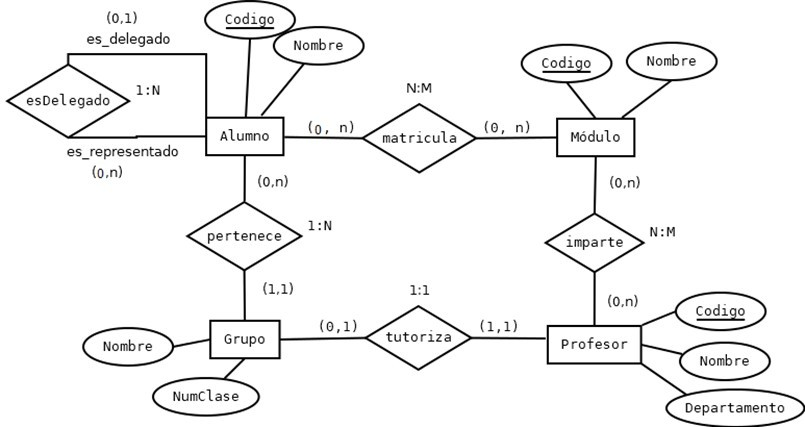 (0,1)
es_delegado
Codigo
Nombre
esDelegado
1:N
es_representado
(0,n)
Alumno
(0, n)
N:M
matricula
(0, n)
Módulo
Codigo
Nombre
(0,n)
pertenece
1:N
(1,1)
(0,n)
imparte
N:M
(0,n)
Grupo
Nombre
NumClase
(0,1)
1:1
tutoriza
(1,1)
Profesor
Codigo
Nombre
Departamento